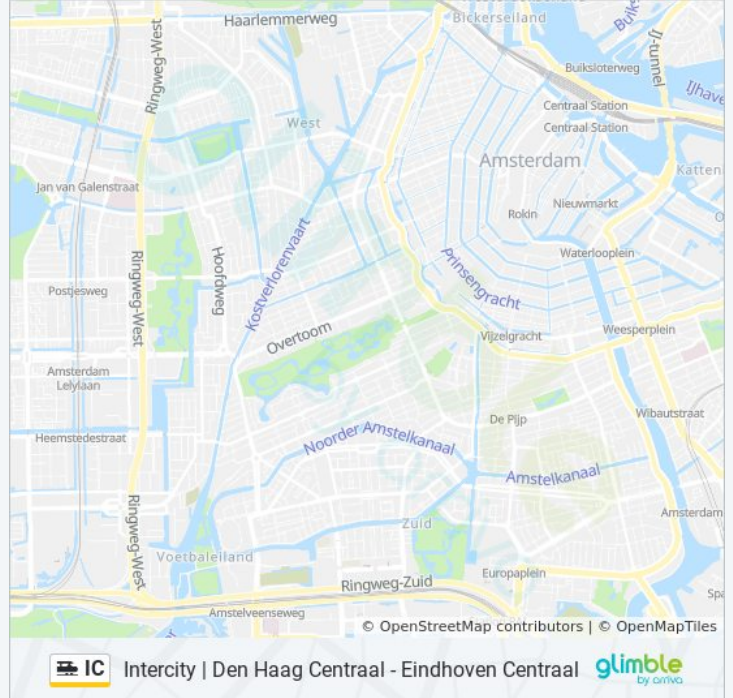 Haarlemmerweg
Bickerseiland
Ringweg-West
IJ-tunnel
Buiksloterweg
IJhave
Centraal Station
Centraal Station
West
Amsterdam
Katten
Jan van Galenstraat
Nieuwmarkt
Rokin
O
Kostverlorenvaart
Waterlooplein
Hoofdweg
Ringweg-West
Prinsengracht
Postjesweg
Overtoom
Vijzelgracht
Weesperplein
Amsterdam
Lelylaan
De Pijp
Wibautstraat
Heemstedestraat
Noorder Amstelkanaal
Amstelkanaal
Ringweg-West
Amsterdam
Zuid
Voetbaleiland
Europaplein
Ringweg-Zuid
Spa
Amstelveenseweg
© OpenStreetMap contributors | © OpenMapTiles
IC Intercity | Den Haag Centraal - Eindhoven Centraal
glimble
by arriva